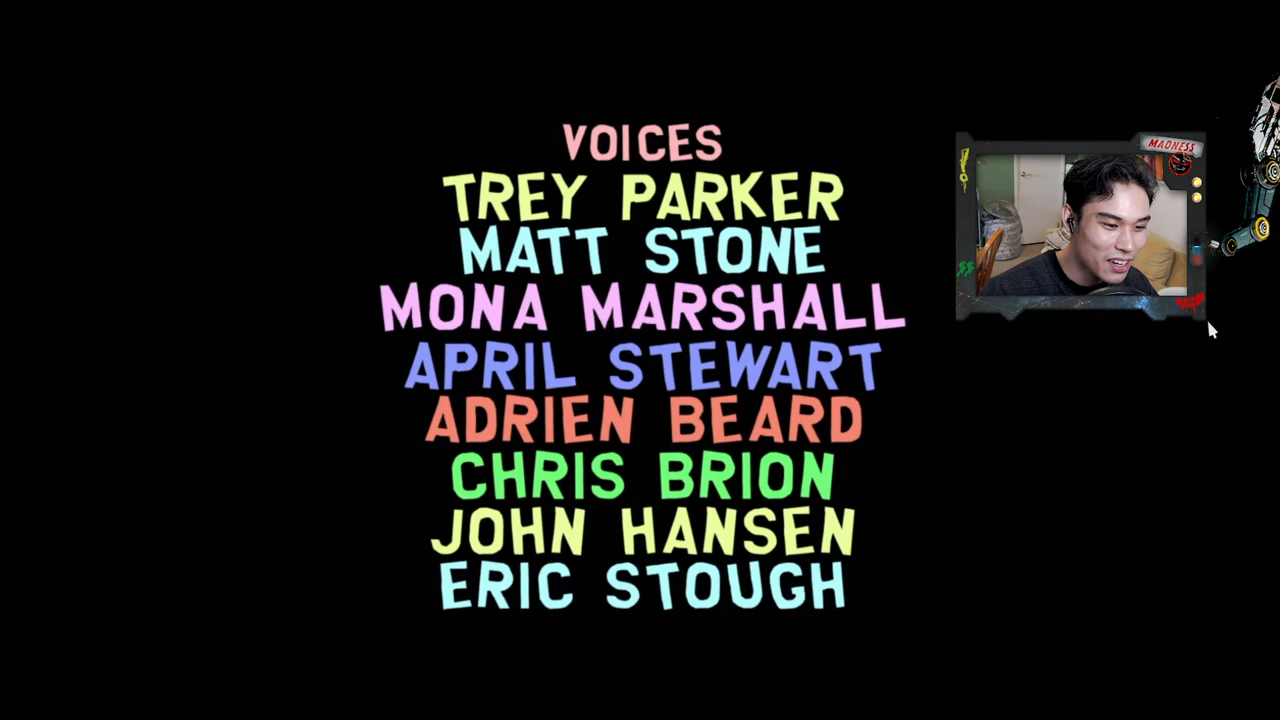 VOICES
TREY PARKER
MATT STONE
MONA MARSHALL
APRIL STEWART
ADRIEN BEARD
CHRIS BRION
JOHN HANSEN
ERIC STOUGH
MADNESS